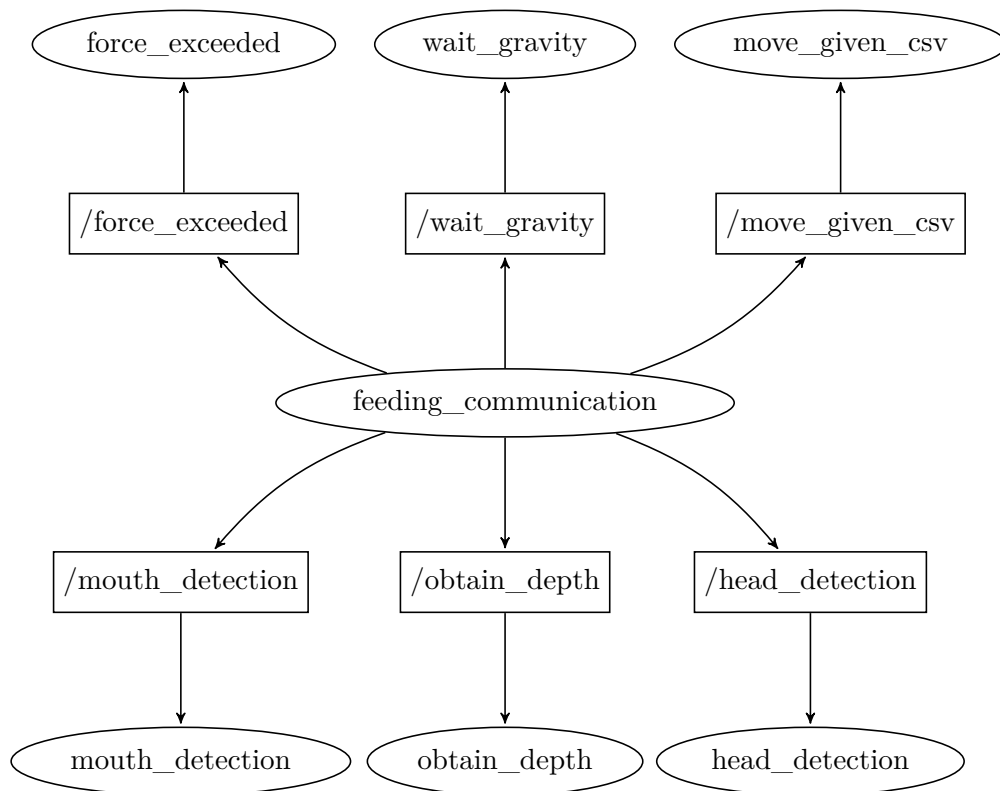 force_exceeded
wait_gravity
move_given_csv
/force_exceeded
/wait_gravity
/move_given_csv
feeding_communication
/mouth_detection
/obtain_depth
/head_detection
mouth_detection
obtain_depth
head_detection